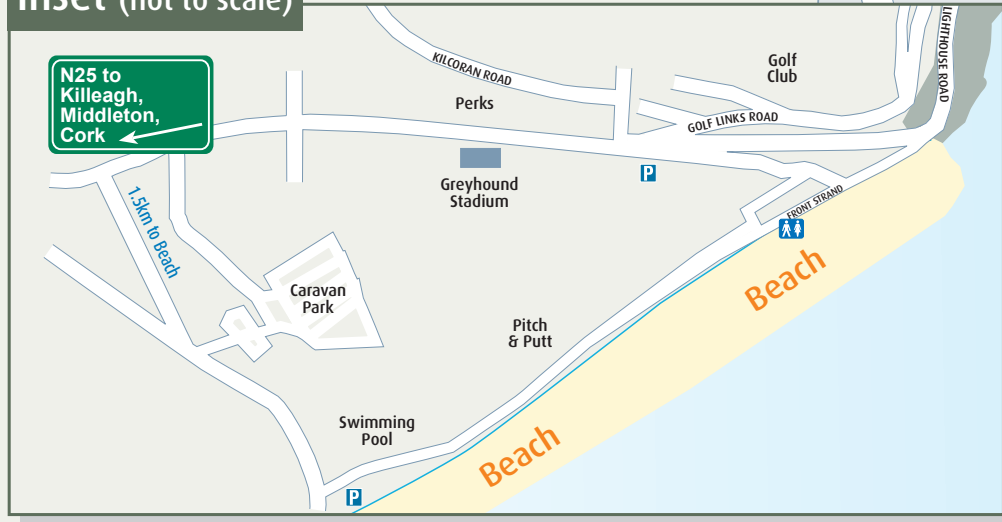 Inset (not to scale)
N25 to
Killeagh,
Middleton,
Cork
KILCORAN ROAD
Perks
Golf
Club
LIGHTHOUSE ROAD
GOLF LINKS ROAD
Greyhound
Stadium
P
FRONT STRAND
1.5km to Beach
Caravan
Park
Beach
Pitch
& Putt
Swimming
Pool
Beach
P